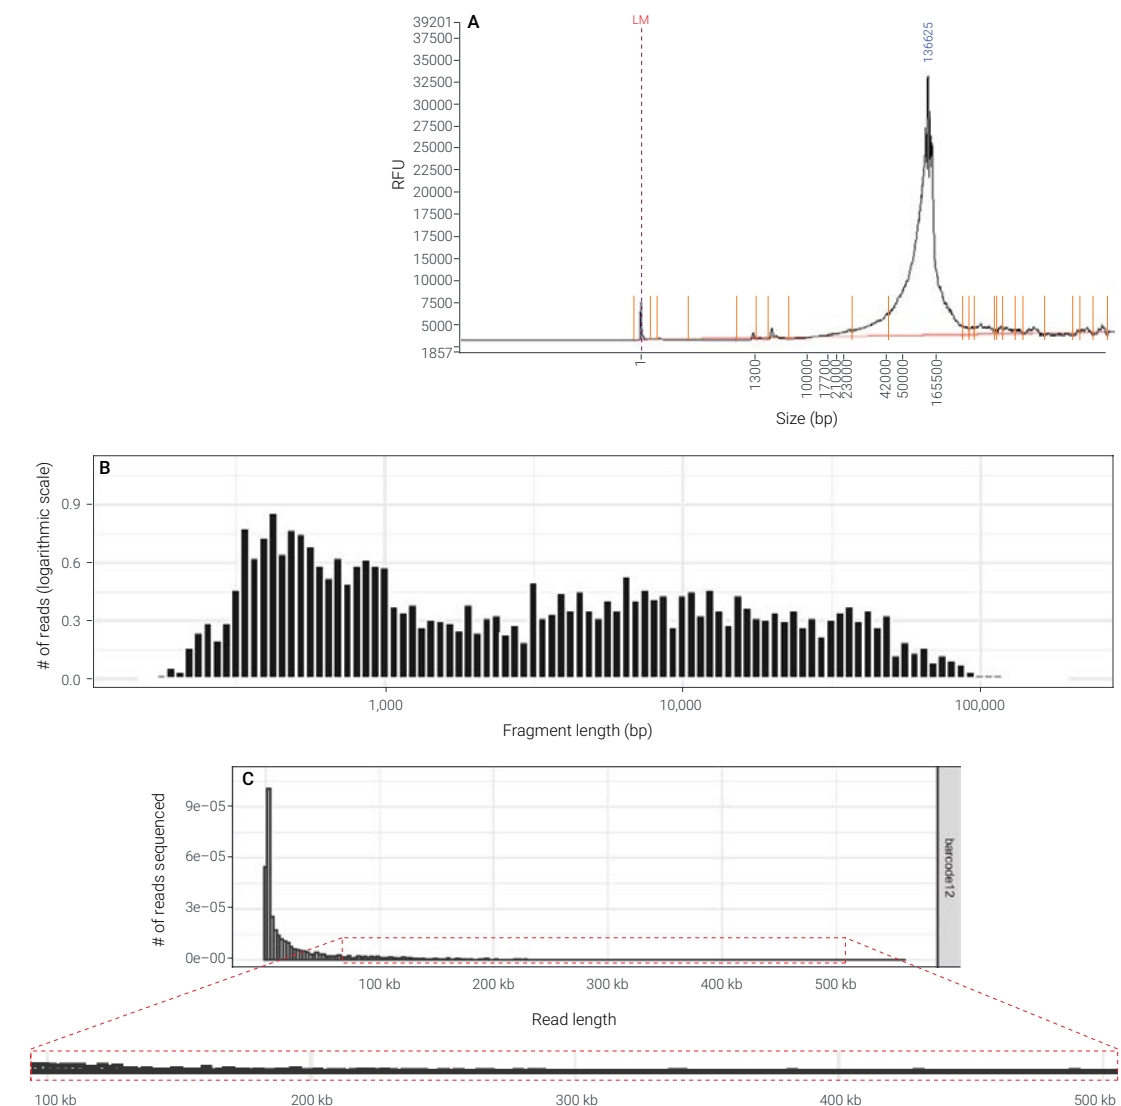 A
LM
136625
39201
37500
35000
32500
30000
27500
25000
22500
20000
17500
17500
15000
10000
7500
5000
1857
RFU
1
1300
10000
17700
21000
23000
42000
50000
165500
Size (bp)
B
# of reads (logarithmic scale)
0.9
0.6
0.3
0.0
1,000
10,000
100,000
Fragment length (bp)
C
# of reads sequenced
9e–05
6e–05
3e–05
0e–00
barcode12
100 kb
200 kb
300 kb
400 kb
500 kb
Read length
100 kb
200 kb
300 kb
400 kb
500 kb